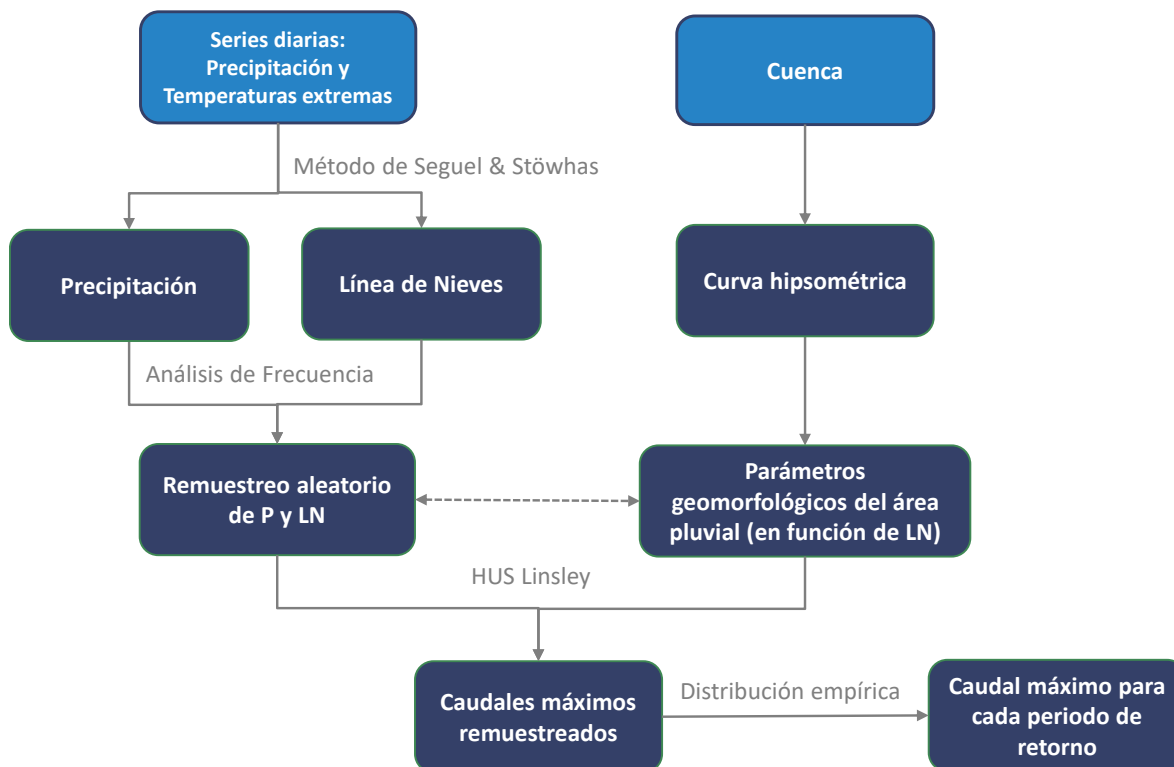 Series diarias:
Precipitación y
Temperaturas extremas
Cuenca
Método de Seguel & Stöwhas
Precipitación
Línea de Nieves
Curva hipsométrica
Análisis de Frecuencia
Remuestreo aleatorio
de P y LN
Parámetros
geomorfológicos del área
pluvial (en función de LN)
HUS Linsley
Caudales máximos
remuestreados
Distribución empírica
Caudal máximo para
cada periodo de
retorno